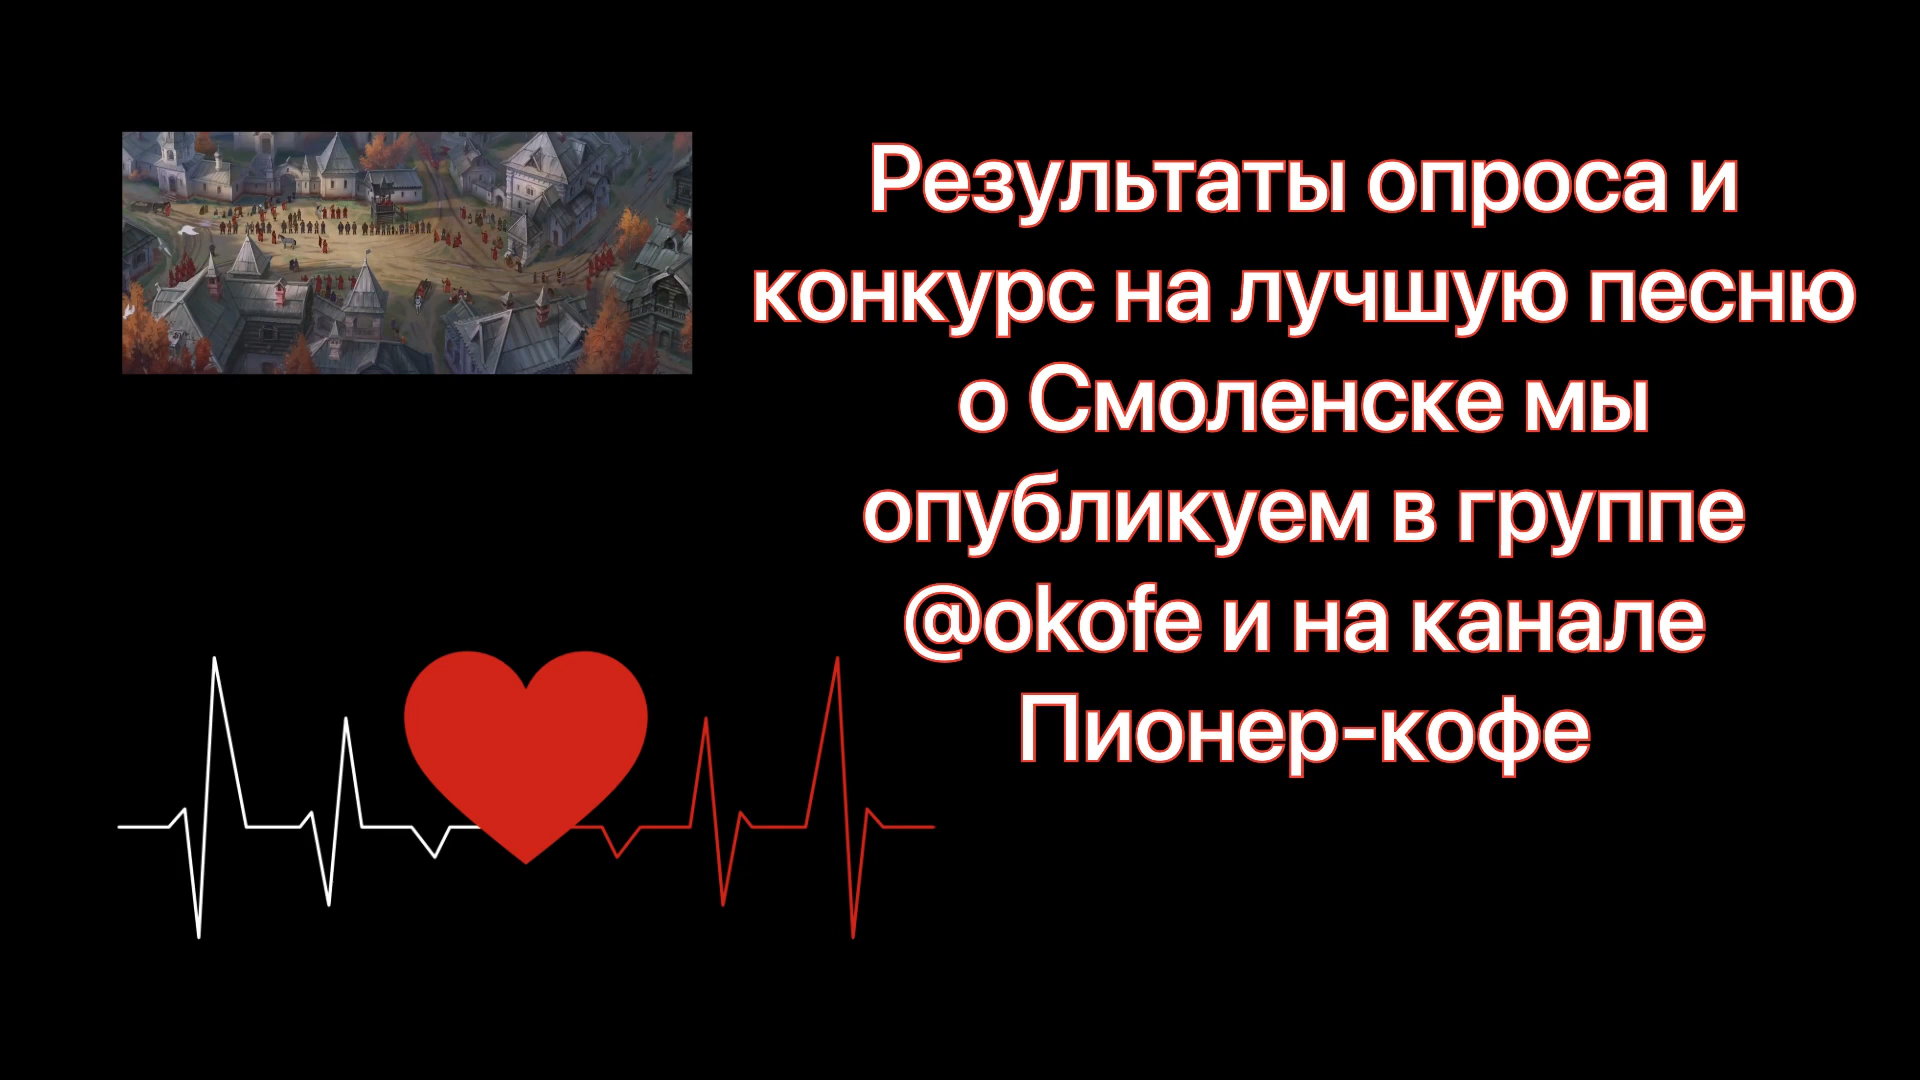 Результаты опроса и
конкурс на лучшую песню
о Смоленске мы
опубликуем в группе
@okofe и на канале
Пионер-кофе